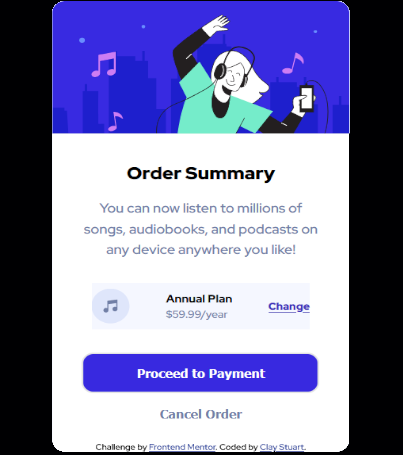 Order Summary
You can now listen to millions of
songs, audiobooks, and podcasts on
any device anywhere you like!
Annual Plan
$59.99/year
Change
Proceed to Payment
Cancel Order
Challenge by Frontend Mentor. Coded by Clay Stuart.